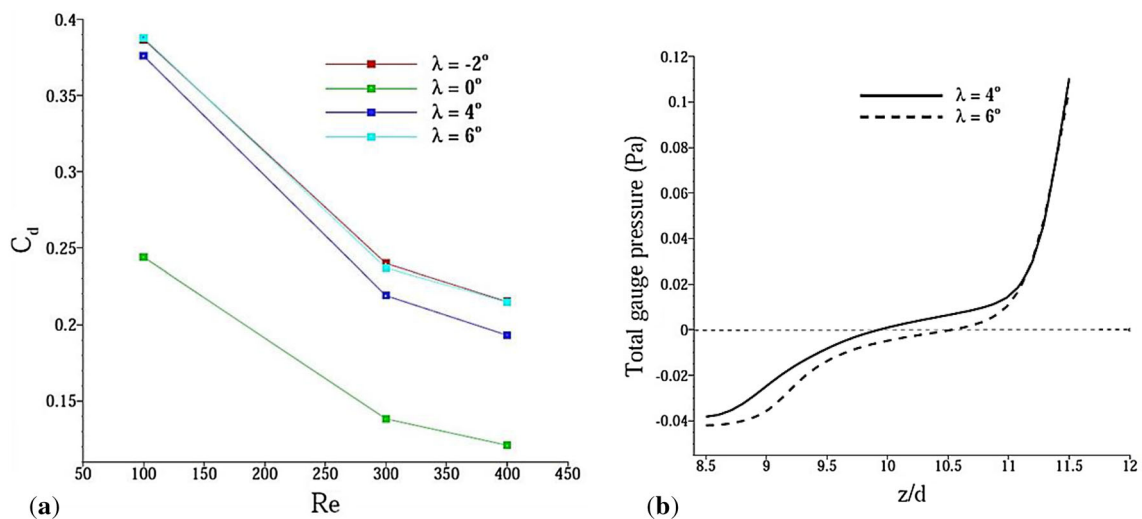 0.4
0.35
0.3
0.25
0.2
0.15
C_d
λ = -2°
λ = 0°
λ = 4°
λ = 6°
50 100 150 200 250 300 350 400 450
Re
(a)
0.12
0.1
0.08
0.06
0.04
0.02
0
-0.02
-0.04
Total gauge pressure (Pa)
λ = 4°
λ = 6°
8.5 9 9.5 10 10.5 11 11.5 12
z/d
(b)